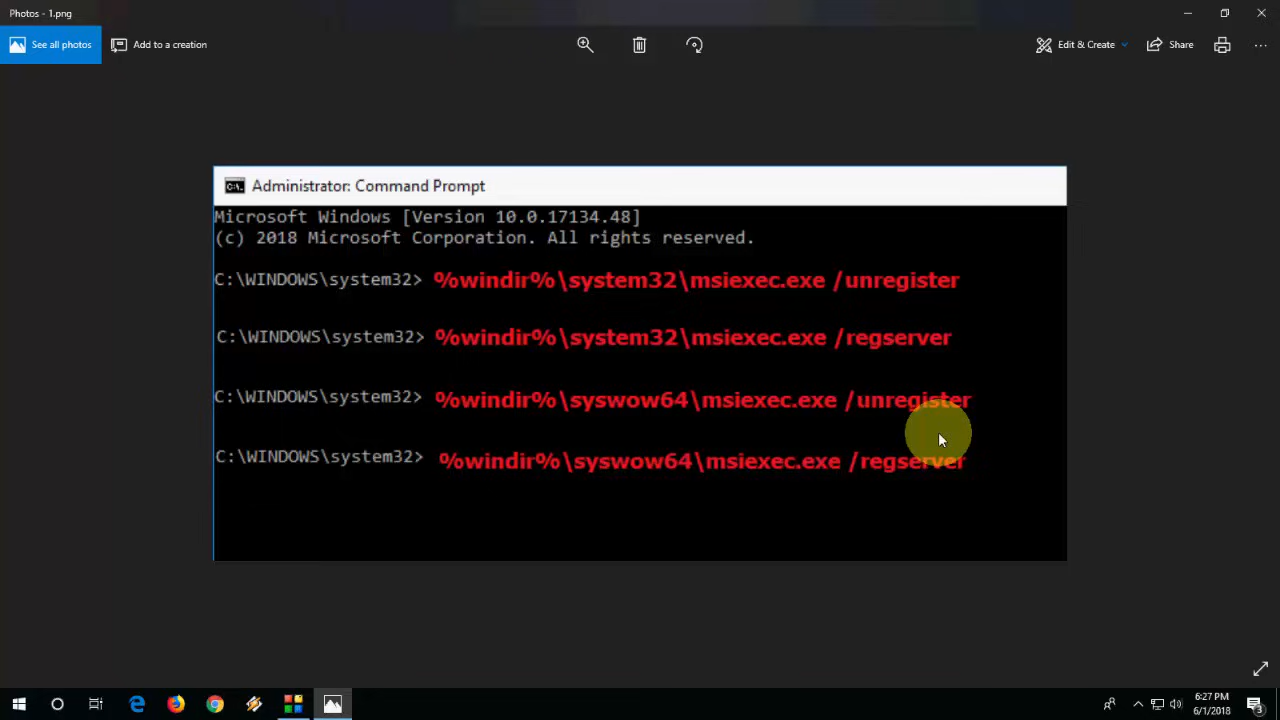 Photos - 1.png
See all photos
Add to a creation
Edit & Create
Share
Administrator: Command Prompt
Microsoft Windows [Version 10.0.17134.48]
(c) 2018 Microsoft Corporation. All rights reserved.
C:\WINDOWS\system32> %windir%\system32\msiexec.exe /unregister
C:\WINDOWS\system32> %windir%\system32\msiexec.exe /regserver
C:\WINDOWS\system32> %windir%\syswow64\msiexec.exe /unregister
C:\WINDOWS\system32> %windir%\syswow64\msiexec.exe /regserver
6:27 PM
6/1/2018
3